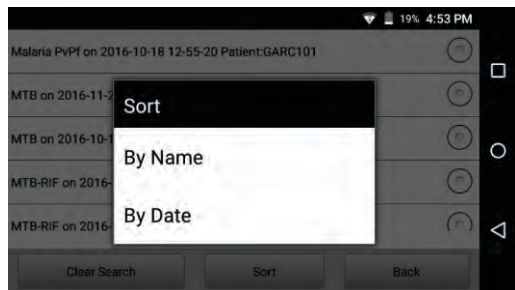 19% 4:53 PM
Malaria PvPf on 2016-10-18 12-55-20 Patient:GARC101
MTB on 2016-11-2
Sort
MTB on 2016-10-1
By Name
MTB-RIF on 2016-
By Date
MTB-RIF on 2016-
Clear Search Sort Back